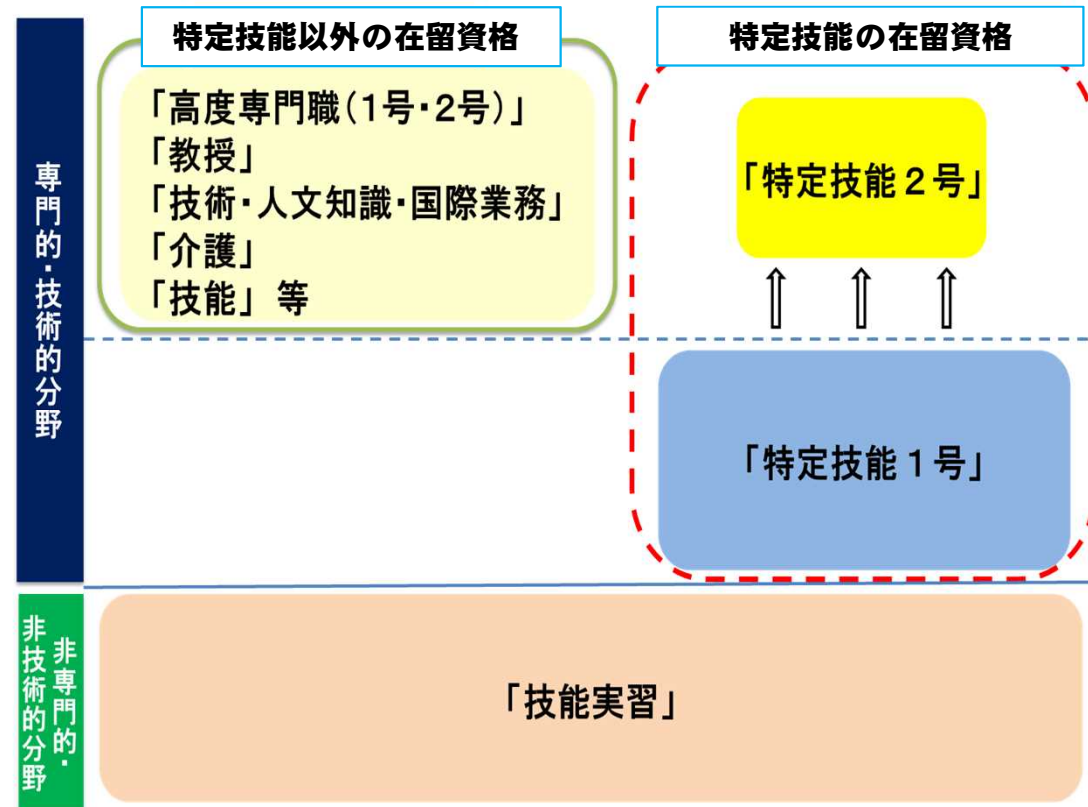 特定技能以外の在留資格
特定技能の在留資格
専門的・技術的分野
「高度専門職(1号・2号)」
「教授」
「技術・人文知識・国際業務」
「介護」
「技能」等
「特定技能２号」
「特定技能１号」
非専門的・
非技術的分野
「技能実習」